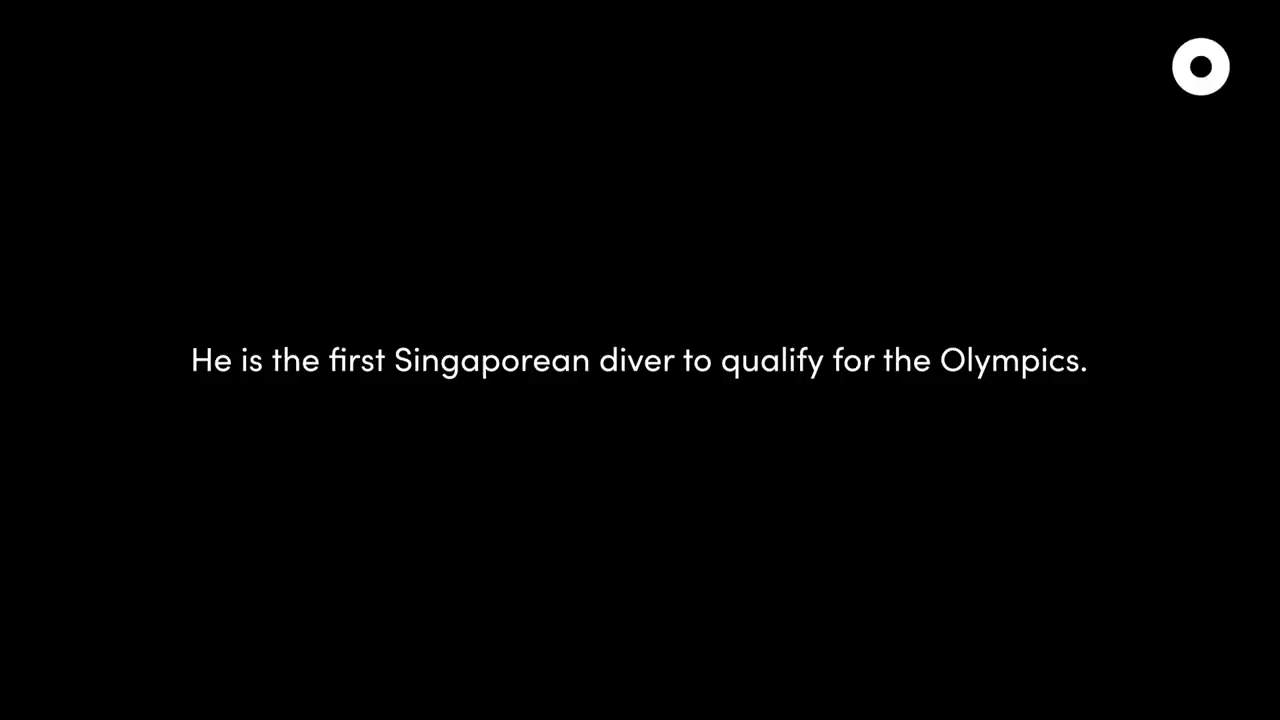 He is the first Singaporean diver to qualify for the Olympics.